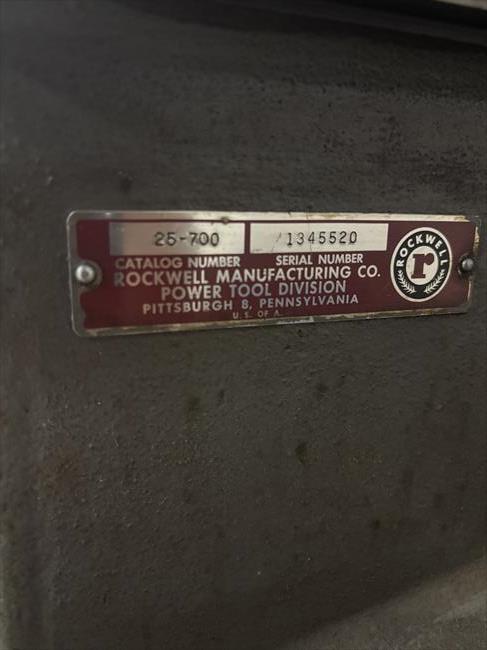 25-700 1345520
CATALOG NUMBER SERIAL NUMBER
ROCKWELL MANUFACTURING CO.
POWER TOOL DIVISION
PITTSBURGH 8, PENNSYLVANIA
U.S. OF A.
ROCKWELL
r